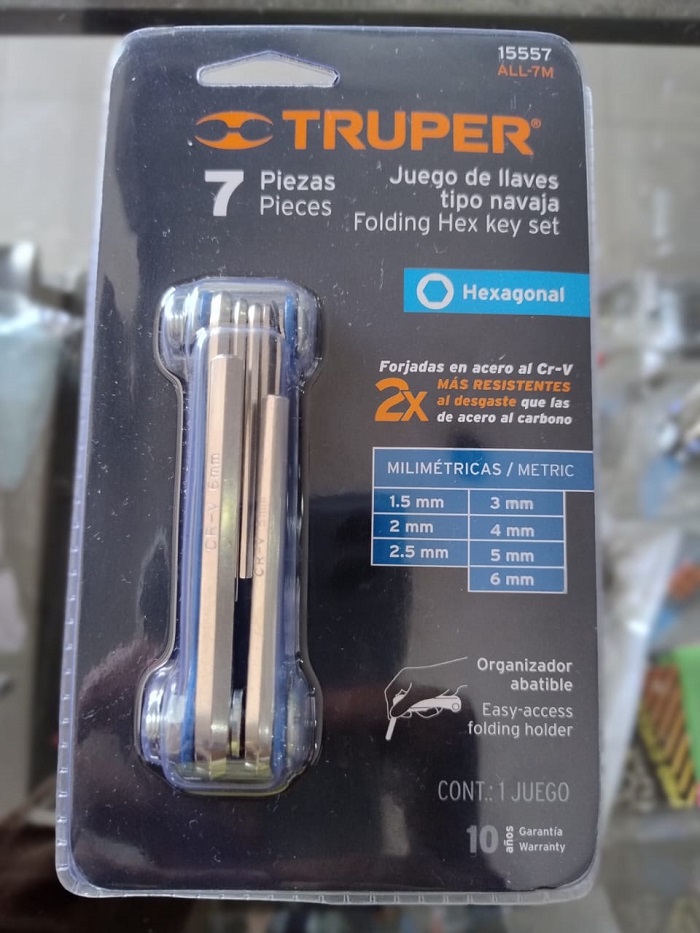 15557
ALL-7M
TRUPER®
7 Piezas
Pieces
Juego de llaves
tipo navaja
Folding Hex key set
Hexagonal
Forjadas en acero al Cr-V
2X MÁS RESISTENTES
al desgaste que las
de acero al carbono
MILIMÉTRICAS / METRIC
1.5 mm 3 mm
2 mm 4 mm
2.5 mm 5 mm
6 mm
CR-V 6mm
CR-V
Organizador
abatible
Easy-access
folding holder
CONT.: 1 JUEGO
10 años Garantía
Warranty